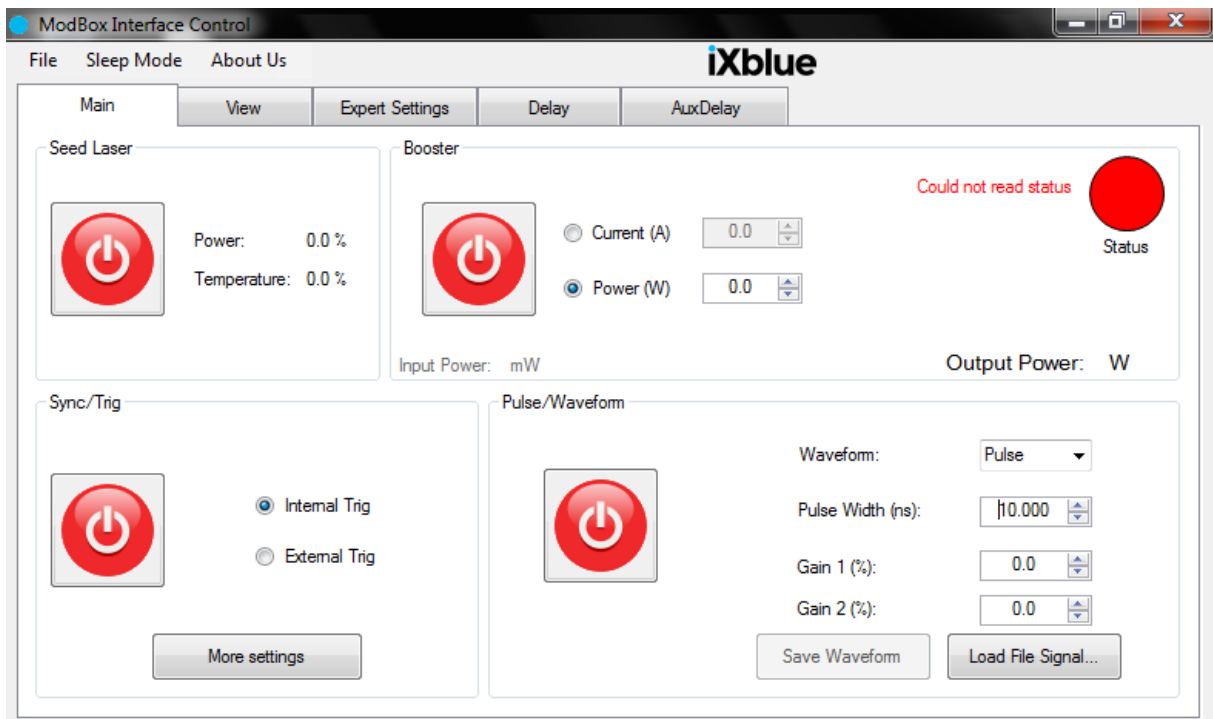 ModBox Interface Control
File Sleep Mode About Us
iXblue
Main View Expert Settings Delay AuxDelay
Seed Laser
Power: 0.0 %
Temperature: 0.0 %
Booster
Could not read status
Status
Current (A) 0.0
Power (W) 0.0
Input Power: mW
Output Power: W
Sync/Trig
Internal Trig
External Trig
More settings
Pulse/Waveform
Waveform: Pulse
Pulse Width (ns): 10.000
Gain 1 (%): 0.0
Gain 2 (%): 0.0
Save Waveform Load File Signal...